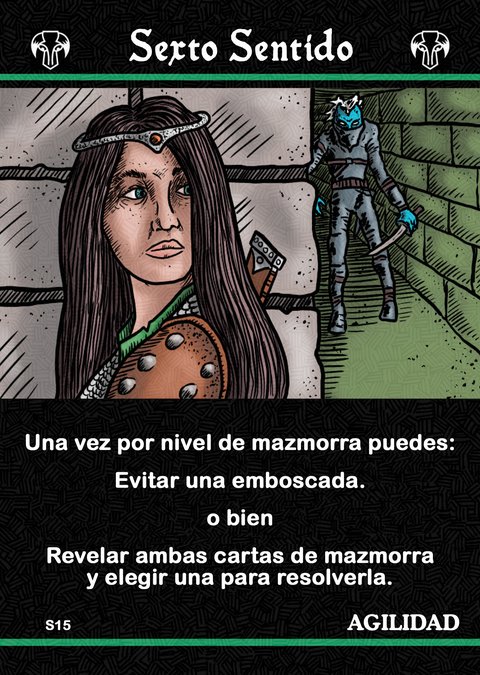 Sexto Sentido
Una vez por nivel de mazmorra puedes:
Evitar una emboscada.
o bien
Revelar ambas cartas de mazmorra
y elegir una para resolverla.
S15
AGILIDAD